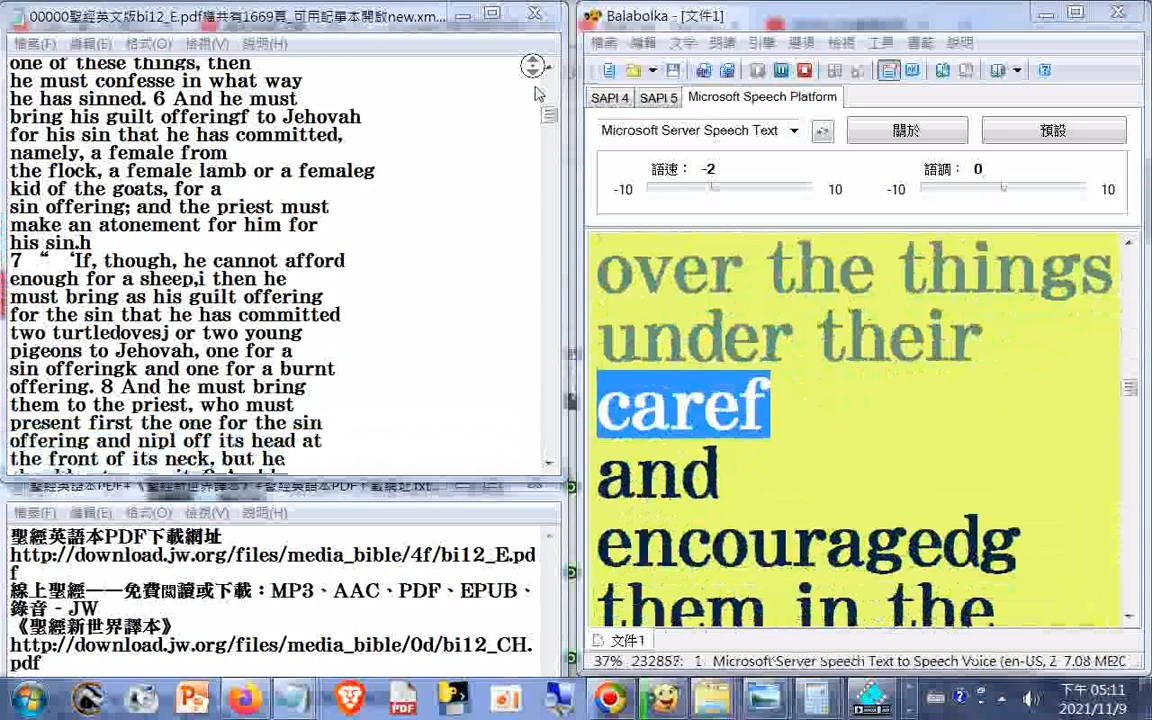 00000聖經英文版bi12_E.pdf檔共有1669頁_可用記事本開啟new.xm...
檔案(F) 編輯(E) 格式(O) 檢視(V) 說明(H)
one of these things, then
he must confesse in what way
he has sinned. 6 And he must
bring his guilt offeringf to Jehovah
for his sin that he has committed,
namely, a female from
the flock, a female lamb or a femaleg
kid of the goats, for a
sin offering; and the priest must
make an atonement for him for
his sin.h
7 “ ‘If, though, he cannot afford
enough for a sheep,i then he
must bring as his guilt offering
for the sin that he has committed
two turtledovesj or two young
pigeons to Jehovah, one for a
sin offeringk and one for a burnt
offering. 8 And he must bring
them to the priest, who must
present first the one for the sin
offering and nipl off its head at
the front of its neck, but he
檔案(F) 編輯(E) 格式(O) 檢視(V) 說明(H)
聖經英語本PDF下載網址
http://download.jw.org/files/media_bible/4f/bi12_E.pd
f
線上聖經——免費閱讀或下載：MP3、AAC、PDF、EPUB、
錄音 - JW
《聖經新世界譯本》
http://download.jw.org/files/media_bible/0d/bi12_CH.
pdf
Balabolka - [文件1]
檔案 編輯 文字 朗讀 引擎 選項 檢視 工具 書籤 說明
SAPI 4 SAPI 5 Microsoft Speech Platform
Microsoft Server Speech Text 關於 預設
語速： -2 語調： 0
-10 10 -10 10
over the things
under their
caref
and
encouragedg
them in the
文件1
37% Microsoft Server Speech Text to Speech Voice (en-US,
下午 05:11
2021/11/9